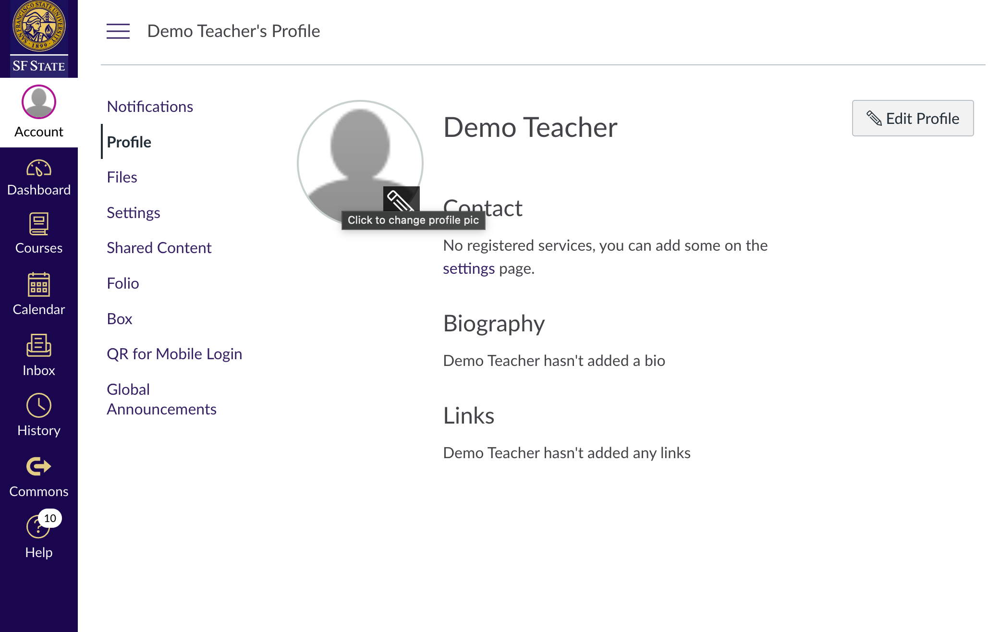 SAN FRANCISCO STATE UNIVERSITY
· 1899 ·
SF STATE
Account
Dashboard
Courses
Calendar
Inbox
History
Commons
10
Help
Demo Teacher's Profile
Notifications
Profile
Files
Settings
Shared Content
Folio
Box
QR for Mobile Login
Global
Announcements
Click to change profile pic
Demo Teacher
Edit Profile
Contact
No registered services, you can add some on the
settings page.
Biography
Demo Teacher hasn't added a bio
Links
Demo Teacher hasn't added any links